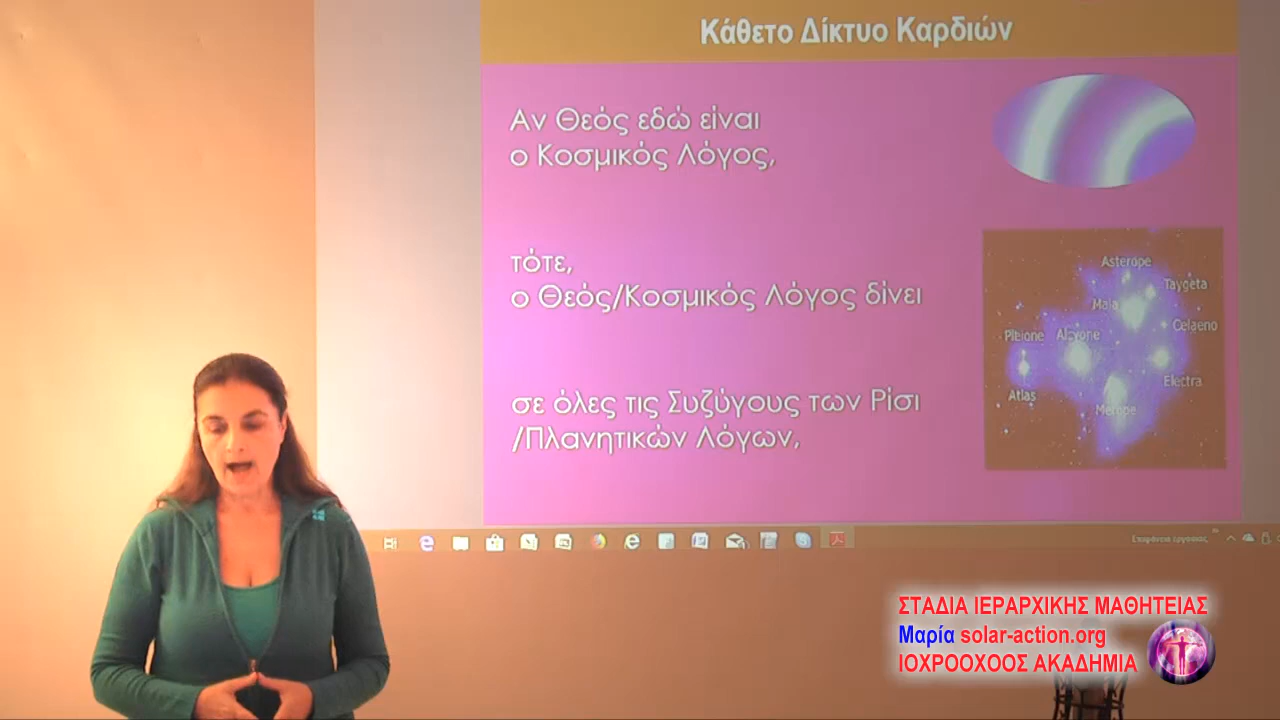 Κάθετο Δίκτυο Καρδιών
Αν Θεός εδώ είναι
ο Κοσμικός Λόγος,
τότε,
ο Θεός/Κοσμικός Λόγος δίνει
σε όλες τις Συζύγους των Ρίσι
/Πλανητικών Λόγων,
Asterope
Taygeta
Maia
Celaeno
Pleione Alcyone
Electra
Atlas
Merope
Επιφάνεια εργασίας
ΣΤΑΔΙΑ ΙΕΡΑΡΧΙΚΗΣ ΜΑΘΗΤΕΙΑΣ
Μαρία solar-action.org
ΙΟΧΡΟΟΧΟΟΣ ΑΚΑΔΗΜΙΑ